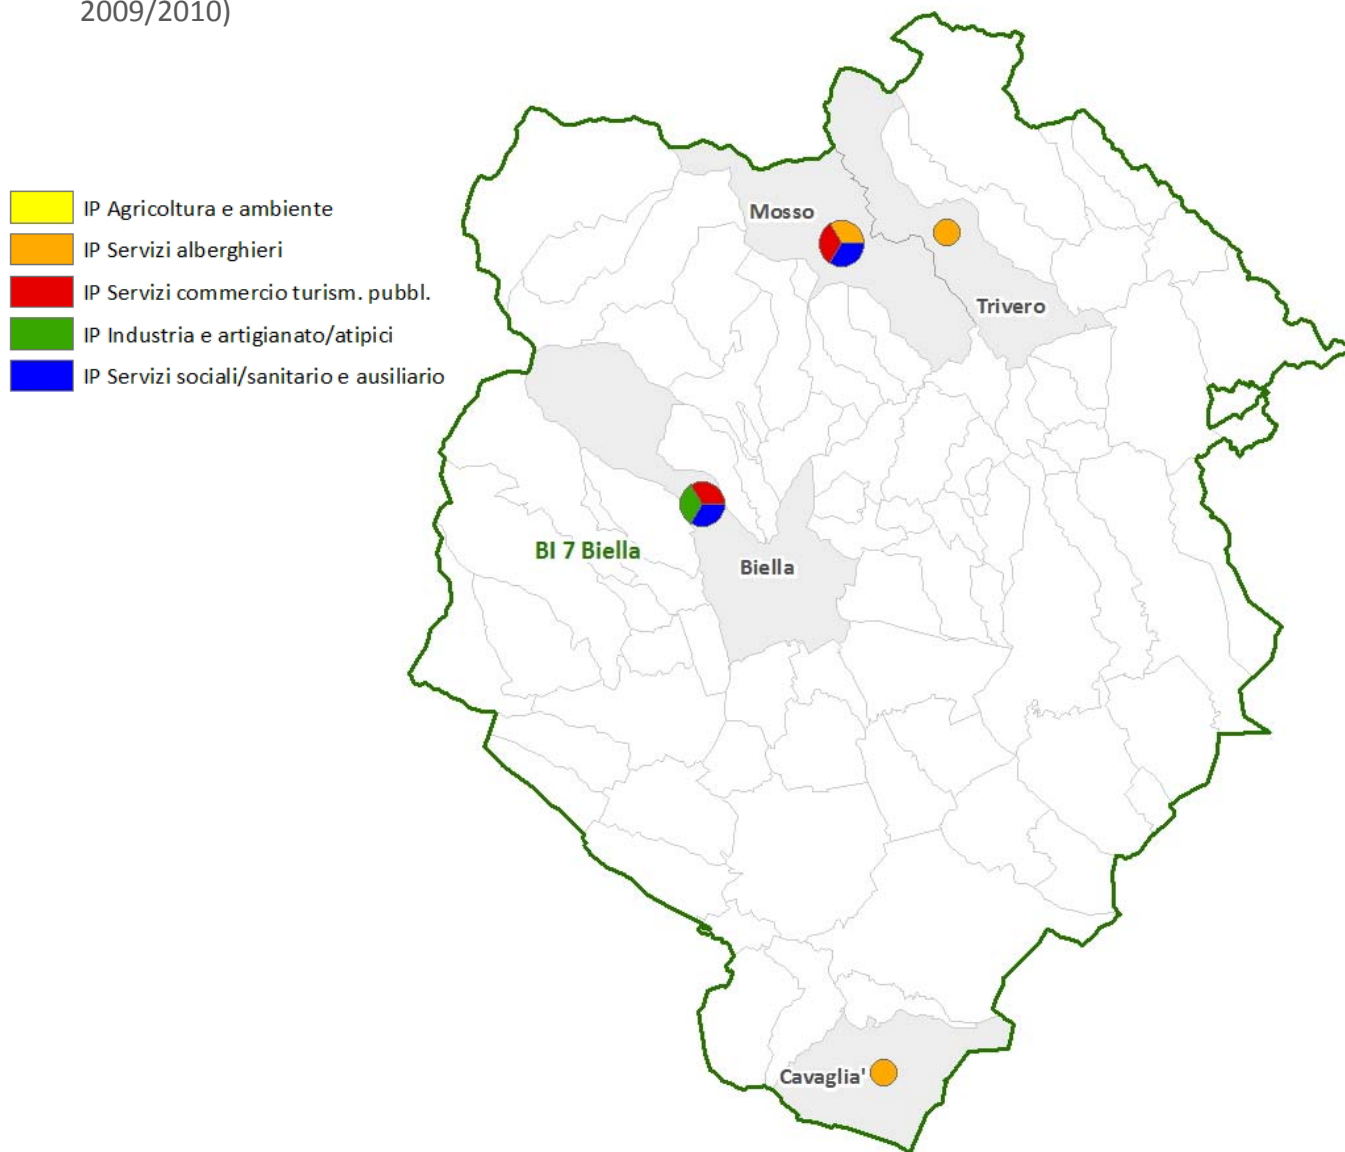 2009/2010)
IP Agricoltura e ambiente
IP Servizi alberghieri
IP Servizi commercio turism. pubbl.
IP Industria e artigianato/atipici
IP Servizi sociali/sanitario e ausiliario
Mosso
Trivero
BI 7 Biella
Biella
Cavaglia'